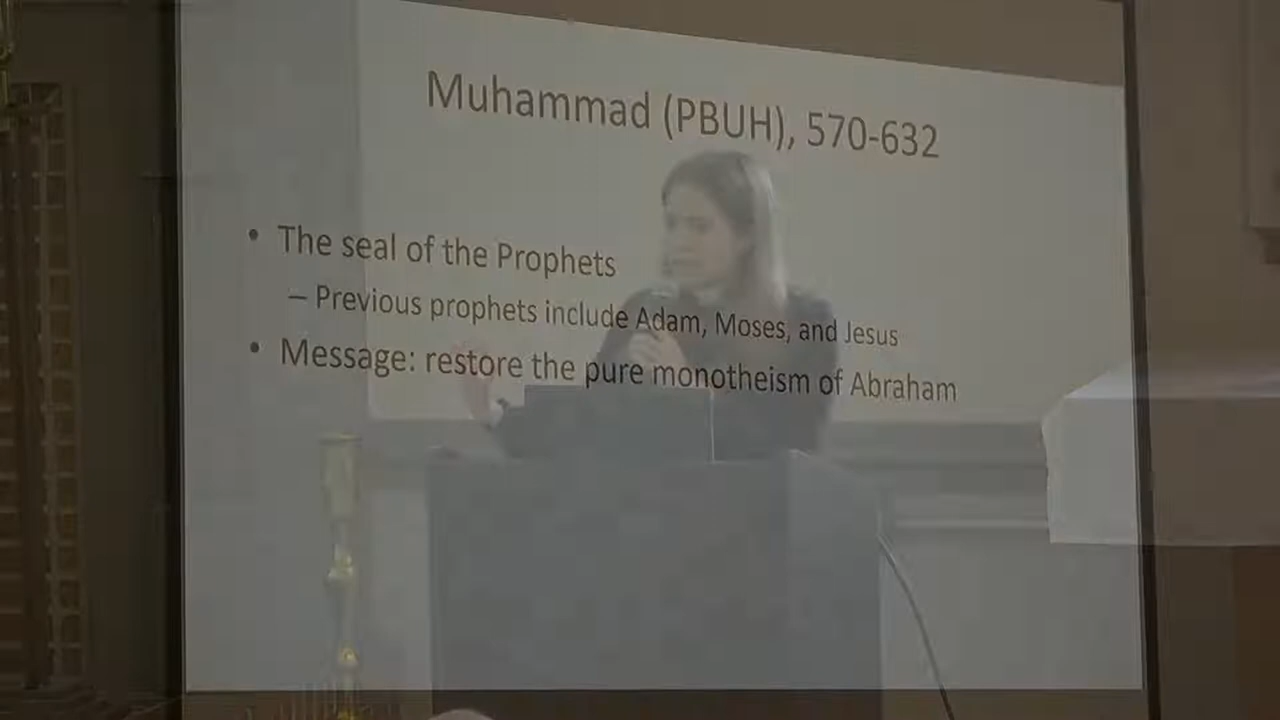 Muhammad (PBUH), 570-632
• The seal of the Prophets
– Previous prophets include Adam, Moses, and Jesus
• Message: restore the pure monotheism of Abraham